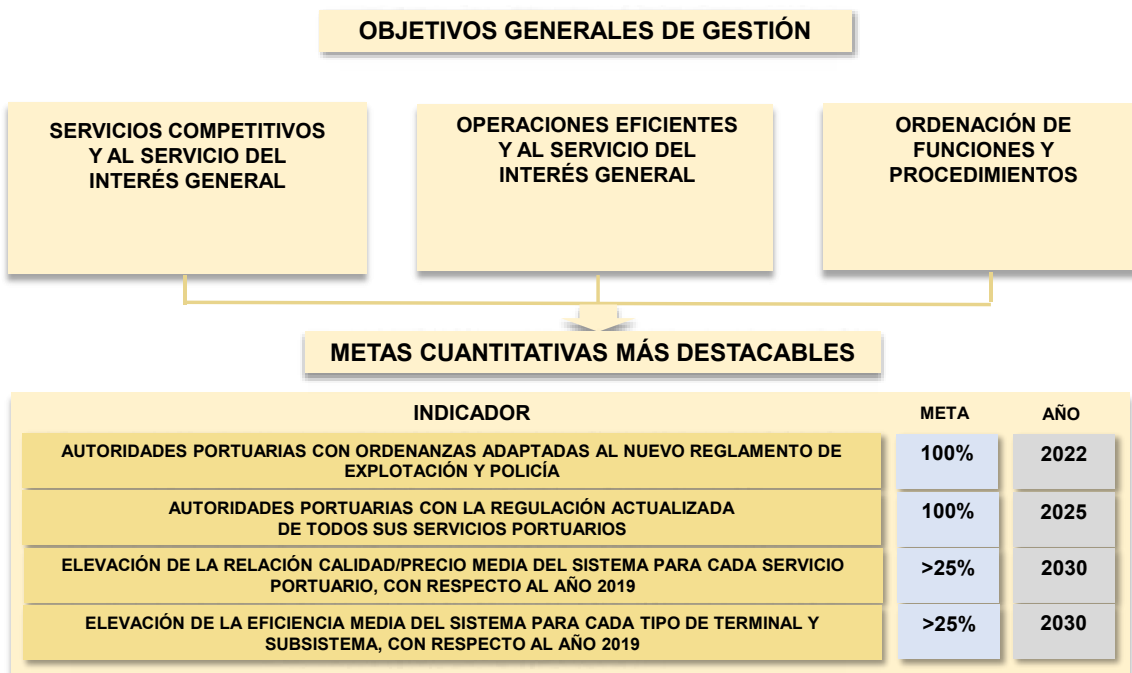 OBJETIVOS GENERALES DE GESTIÓN
SERVICIOS COMPETITIVOS
Y AL SERVICIO DEL
INTERÉS GENERAL
OPERACIONES EFICIENTES
Y AL SERVICIO DEL
INTERÉS GENERAL
ORDENACIÓN DE
FUNCIONES Y
PROCEDIMIENTOS
METAS CUANTITATIVAS MÁS DESTACABLES
INDICADOR META AÑO
AUTORIDADES PORTUARIAS CON ORDENANZAS ADAPTADAS AL NUEVO REGLAMENTO DE
EXPLOTACIÓN Y POLICÍA
100% 2022
AUTORIDADES PORTUARIAS CON LA REGULACIÓN ACTUALIZADA
DE TODOS SUS SERVICIOS PORTUARIOS
100% 2025
ELEVACIÓN DE LA RELACIÓN CALIDAD/PRECIO MEDIA DEL SISTEMA PARA CADA SERVICIO
PORTUARIO, CON RESPECTO AL AÑO 2019
>25% 2030
ELEVACIÓN DE LA EFICIENCIA MEDIA DEL SISTEMA PARA CADA TIPO DE TERMINAL Y
SUBSISTEMA, CON RESPECTO AL AÑO 2019
>25% 2030